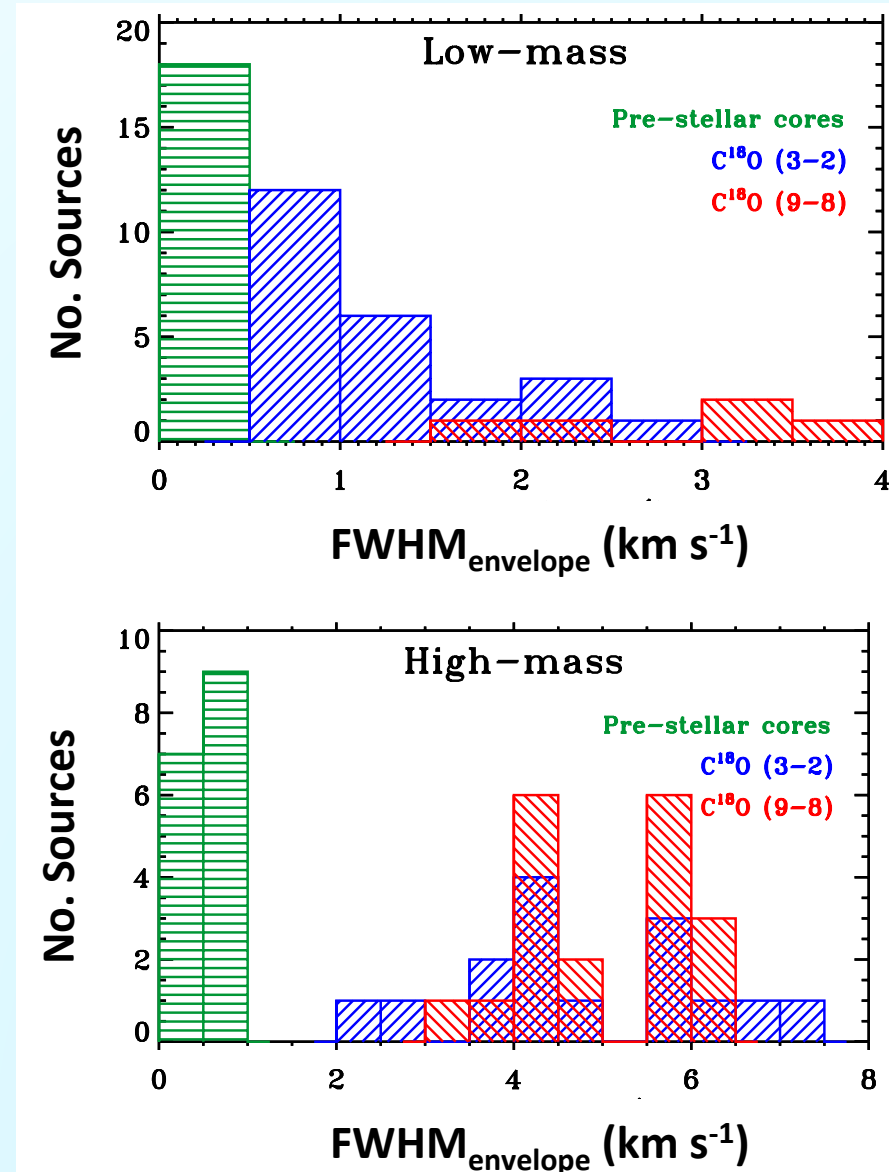 Low-mass
Pre-stellar cores
C¹⁸O (3-2)
C¹⁸O (9-8)
No. Sources
20
15
10
5
0
0 1 2 3 4
FWHMenvelope (km s⁻¹)
High-mass
Pre-stellar cores
C¹⁸O (3-2)
C¹⁸O (9-8)
No. Sources
10
8
6
4
2
0
0 2 4 6 8
FWHMenvelope (km s⁻¹)